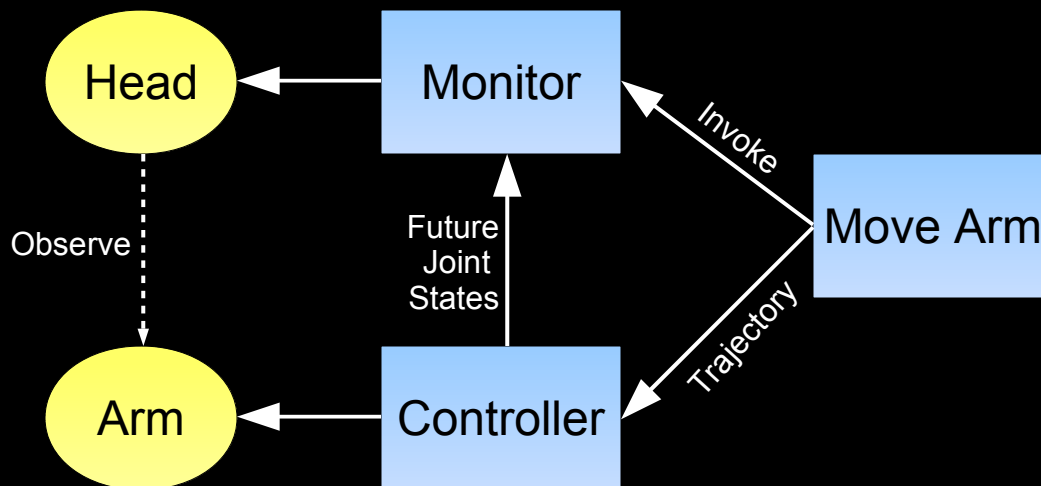 Head
Monitor
Invoke
Move Arm
Observe
Future
Joint
States
Trajectory
Arm
Controller